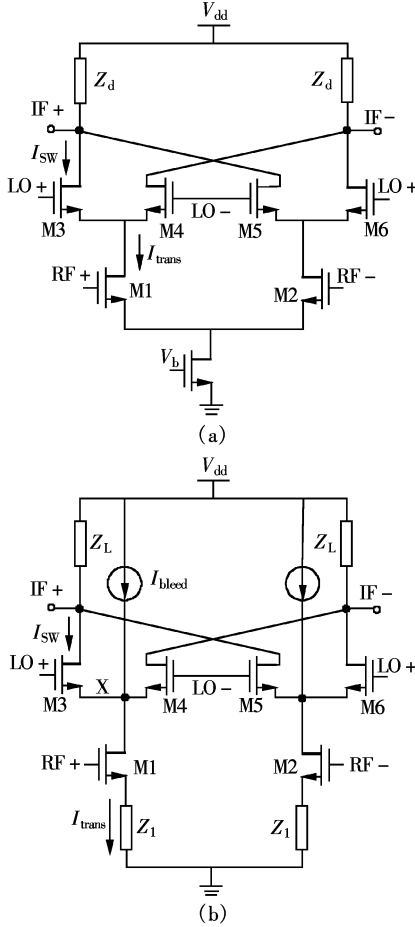 V_dd
Z_d Z_d
IF+ IF−
I_SW
LO+ LO+
M3 M4 LO− M5 M6
I_trans
RF+ RF−
M1 M2
V_b
(a)
V_dd
Z_L Z_L
I_bleed
IF+ IF−
I_SW
LO+ X LO+
M3 M4 LO− M5 M6
RF+ M1 M2 RF−
I_trans Z_1 Z_1
(b)